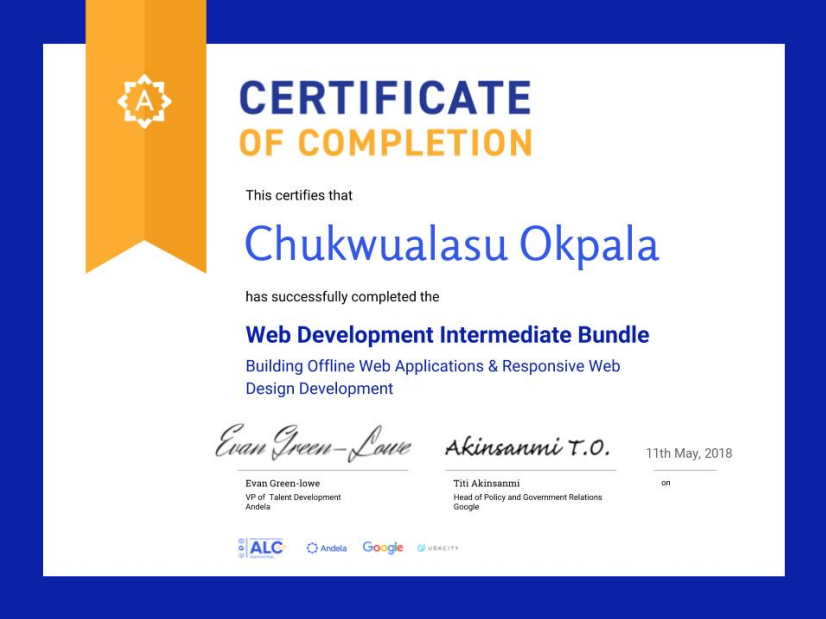 A
CERTIFICATE
OF COMPLETION
This certifies that
Chukwualasu Okpala
has successfully completed the
Web Development Intermediate Bundle
Building Offline Web Applications & Responsive Web
Design Development
Evan Green-Lowe
Akinsanmi T.O.
11th May, 2018
Evan Green-lowe
Titi Akinsanmi
on
VP of Talent Development
Head of Policy and Government Relations
Andela
Google
ALC
Andela
Google
UDACITY